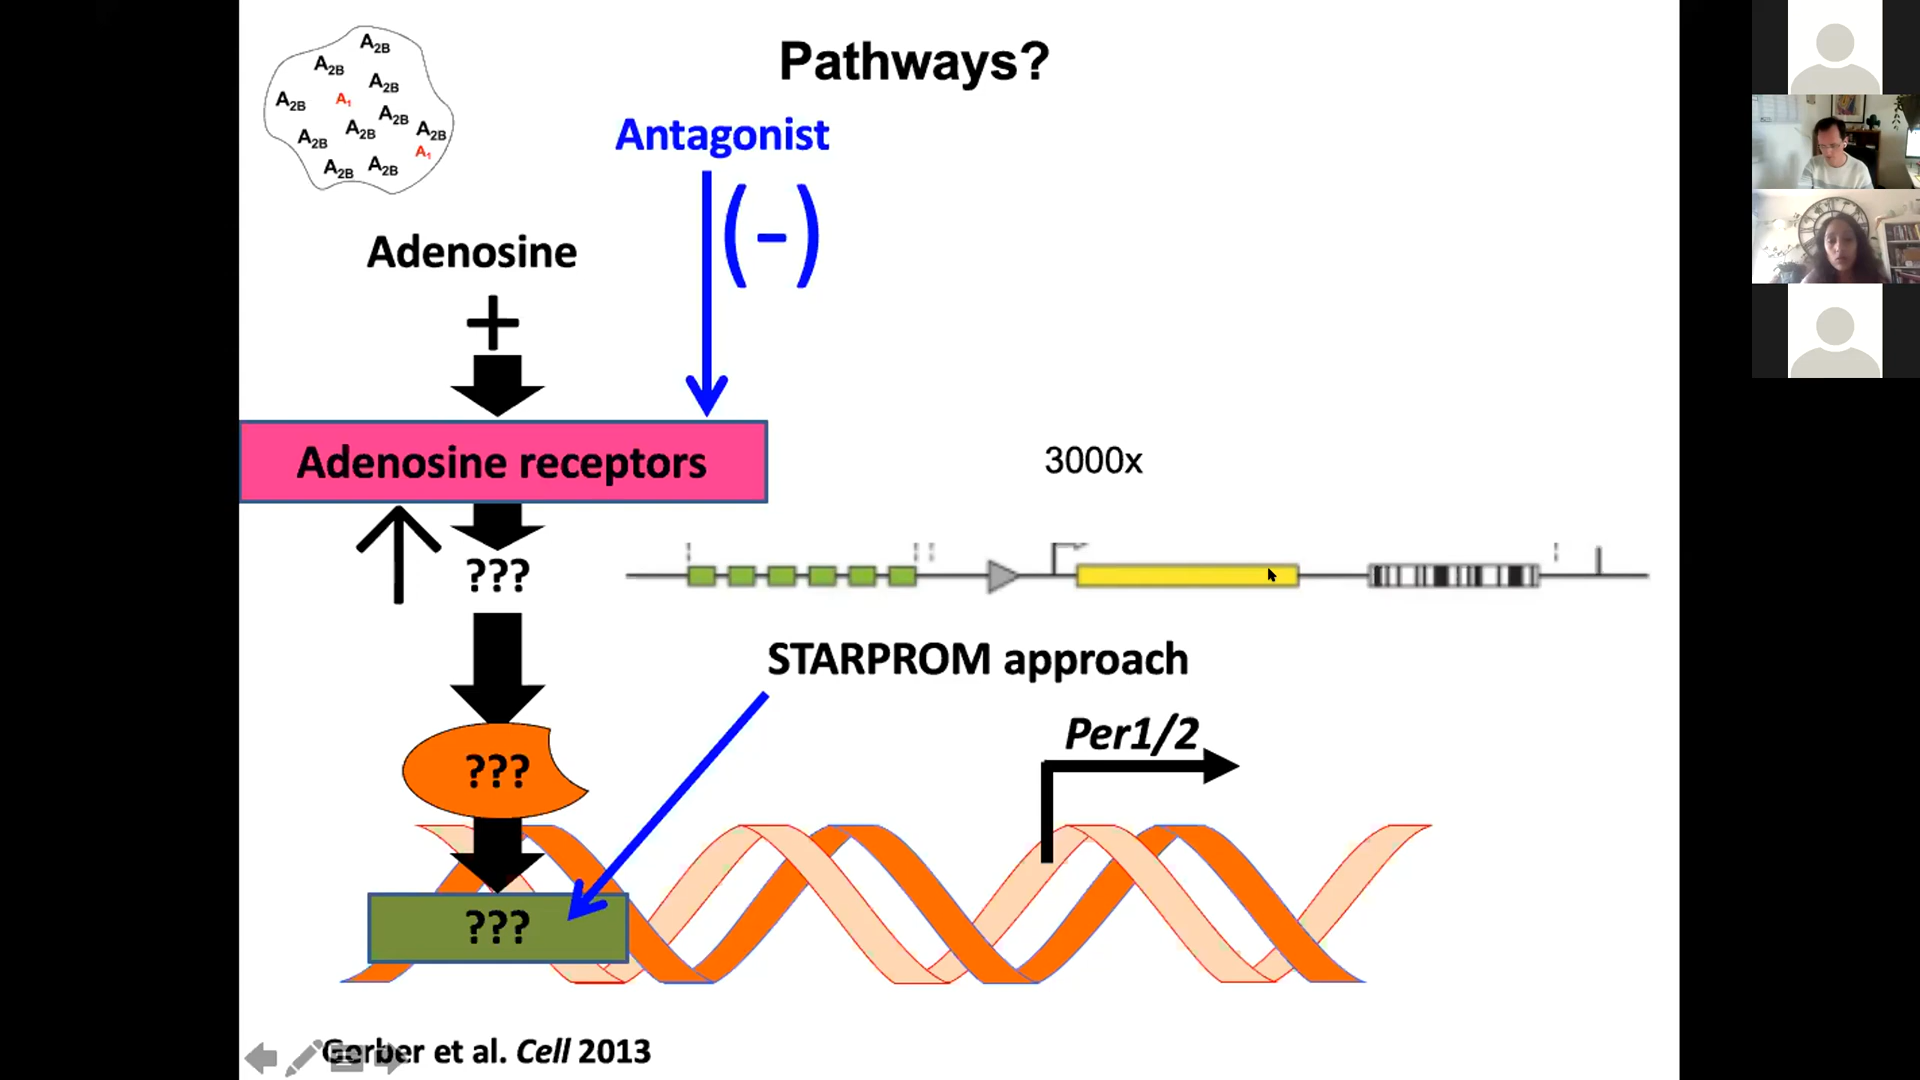 Pathways?
A2B
A2B
A2B
A2B
A1
A2B
A2B
A2B
A2B
A1
A2B
A2B
Antagonist
(-)
Adenosine
+
Adenosine receptors
3000x
???
STARPROM approach
Per1/2
???
???
Gerber et al. Cell 2013